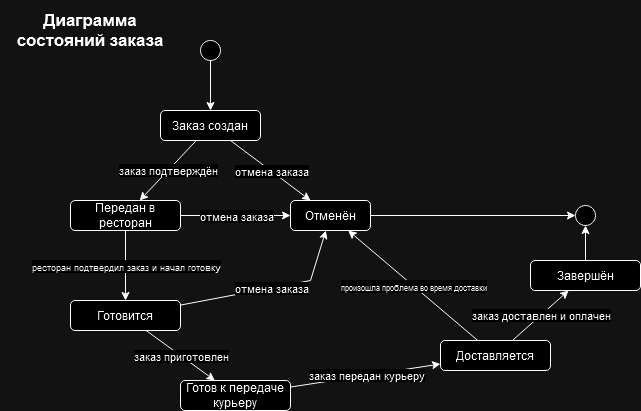 Диаграмма
состояний заказа
Заказ создан
заказ подтверждён
отмена заказа
Передан в
ресторан
отмена заказа
Отменён
ресторан подтвердил заказ и начал готовку
Завершён
отмена заказа
произошла проблема во время доставки
Готовится
заказ доставлен и оплачен
заказ приготовлен
Доставляется
заказ передан курьеру
Готов к передаче
курьеру